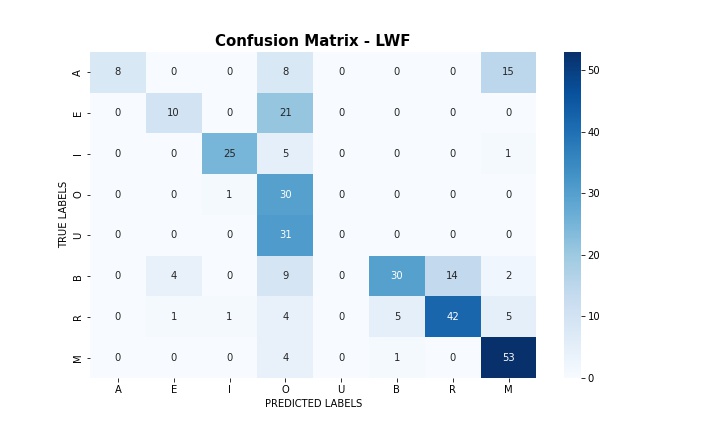 Confusion Matrix - LWF
A 8 0 0 8 0 0 0 15
E 0 10 0 21 0 0 0 0
I 0 0 25 5 0 0 0 1
O 0 0 1 30 0 0 0 0
U 0 0 0 31 0 0 0 0
B 0 4 0 9 0 30 14 2
R 0 1 1 4 0 5 42 5
M 0 0 0 4 0 1 0 53
A E I O U B R M
TRUE LABELS
PREDICTED LABELS
50
40
30
20
10
0